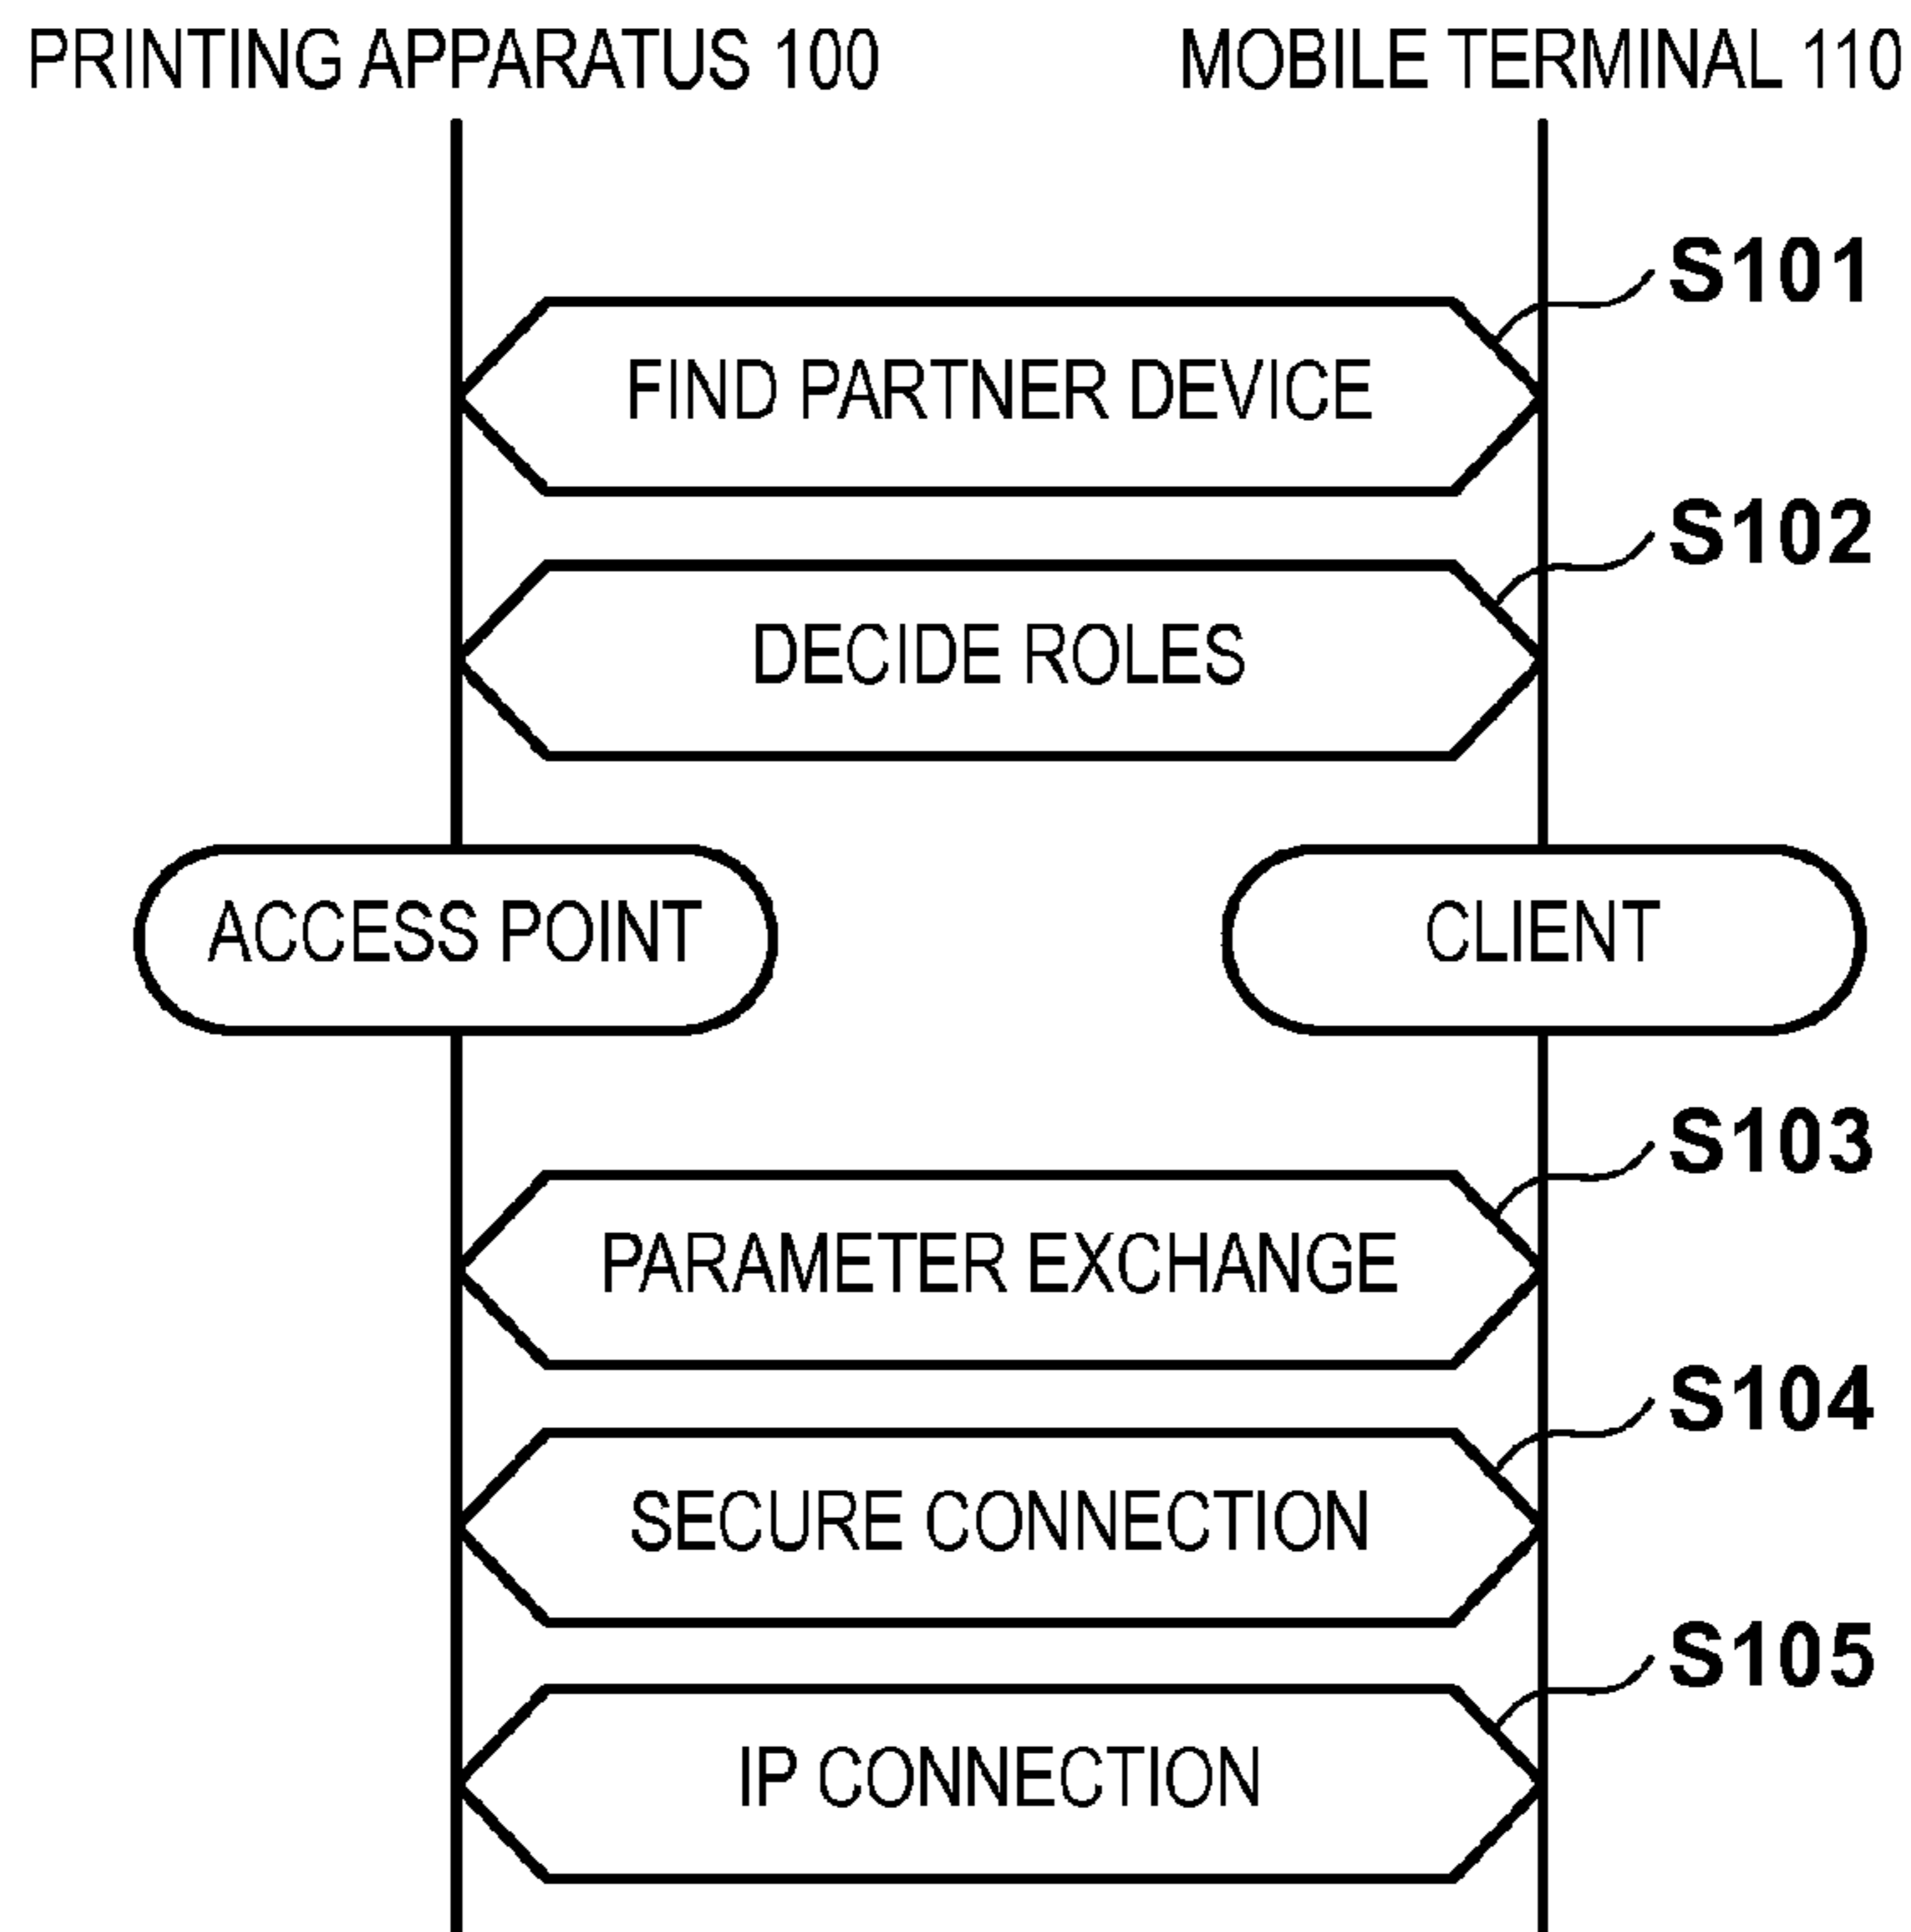 PRINTING APPARATUS 100
MOBILE TERMINAL 110
S101
FIND PARTNER DEVICE
S102
DECIDE ROLES
ACCESS POINT
CLIENT
S103
PARAMETER EXCHANGE
S104
SECURE CONNECTION
S105
IP CONNECTION